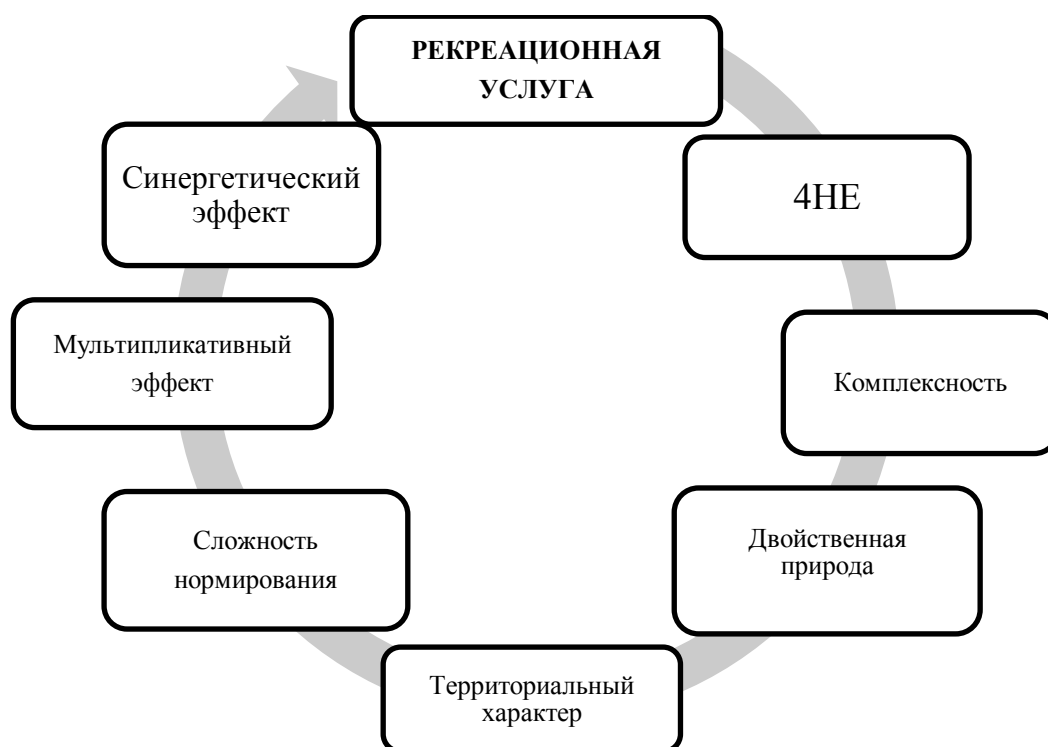 РЕКРЕАЦИОННАЯ
УСЛУГА
4НЕ
Комплексность
Двойственная
природа
Территориальный
характер
Сложность
нормирования
Мультипликативный
эффект
Синергетический
эффект